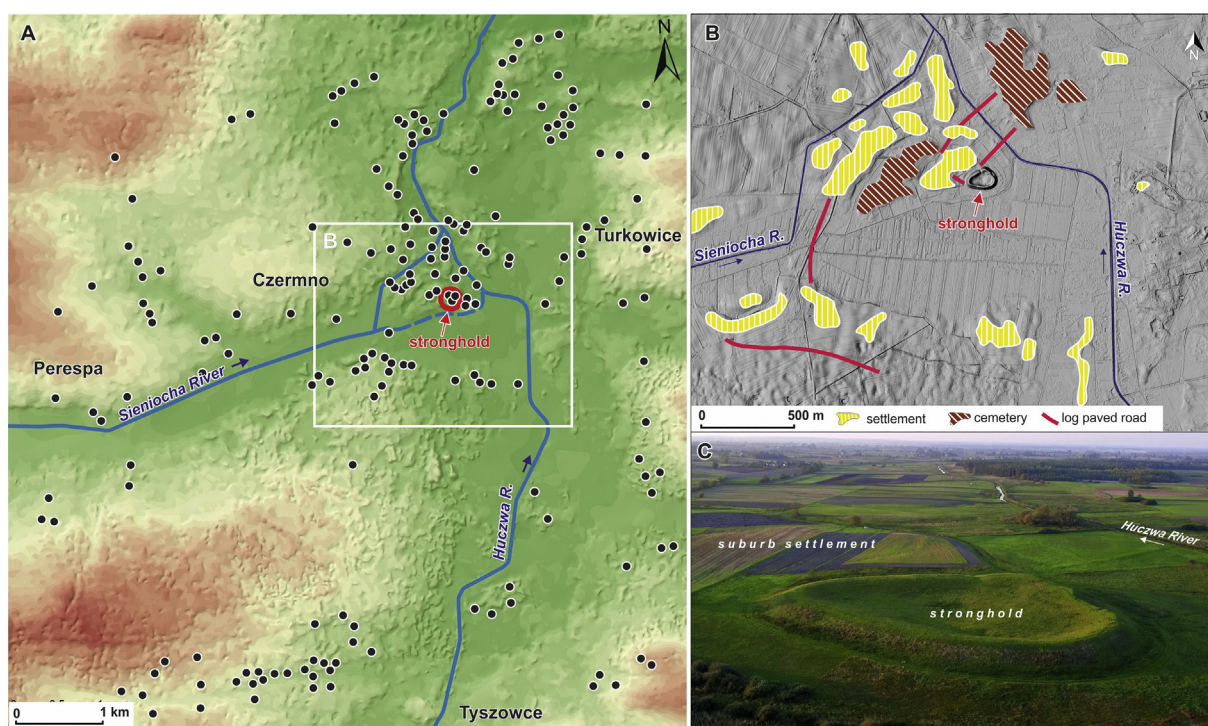 A
N
B
Turkowice
Czermno
stronghold
Perespa
Sieniocha River
Huczwa R.
Tyszowce
0
1 km
B
N
Sieniocha R.
stronghold
Huczwa R.
0 500 m
settlement
cemetery
log paved road
C
Huczwa River
suburb settlement
stronghold